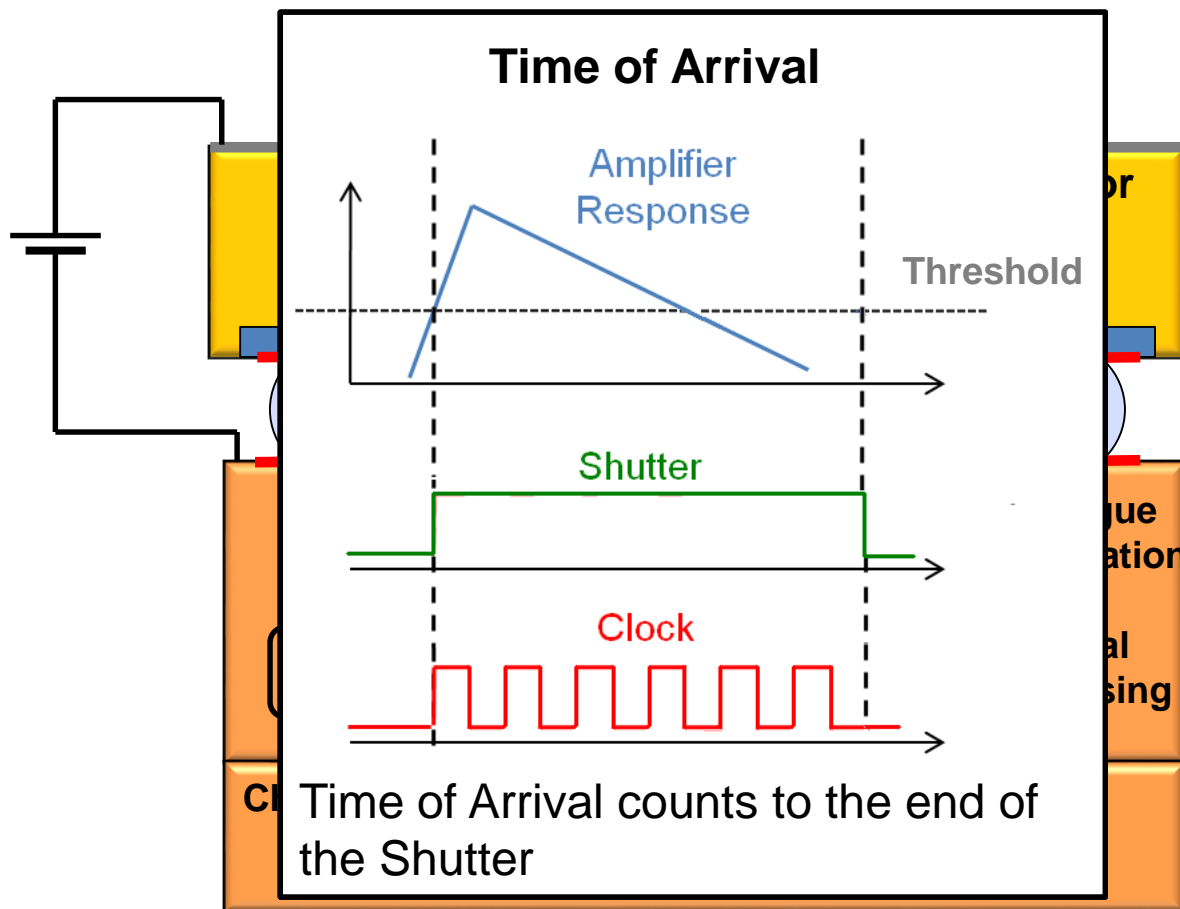 Time of Arrival
Amplifier
Response
Threshold
Shutter
Clock
Time of Arrival counts to the end of
the Shutter